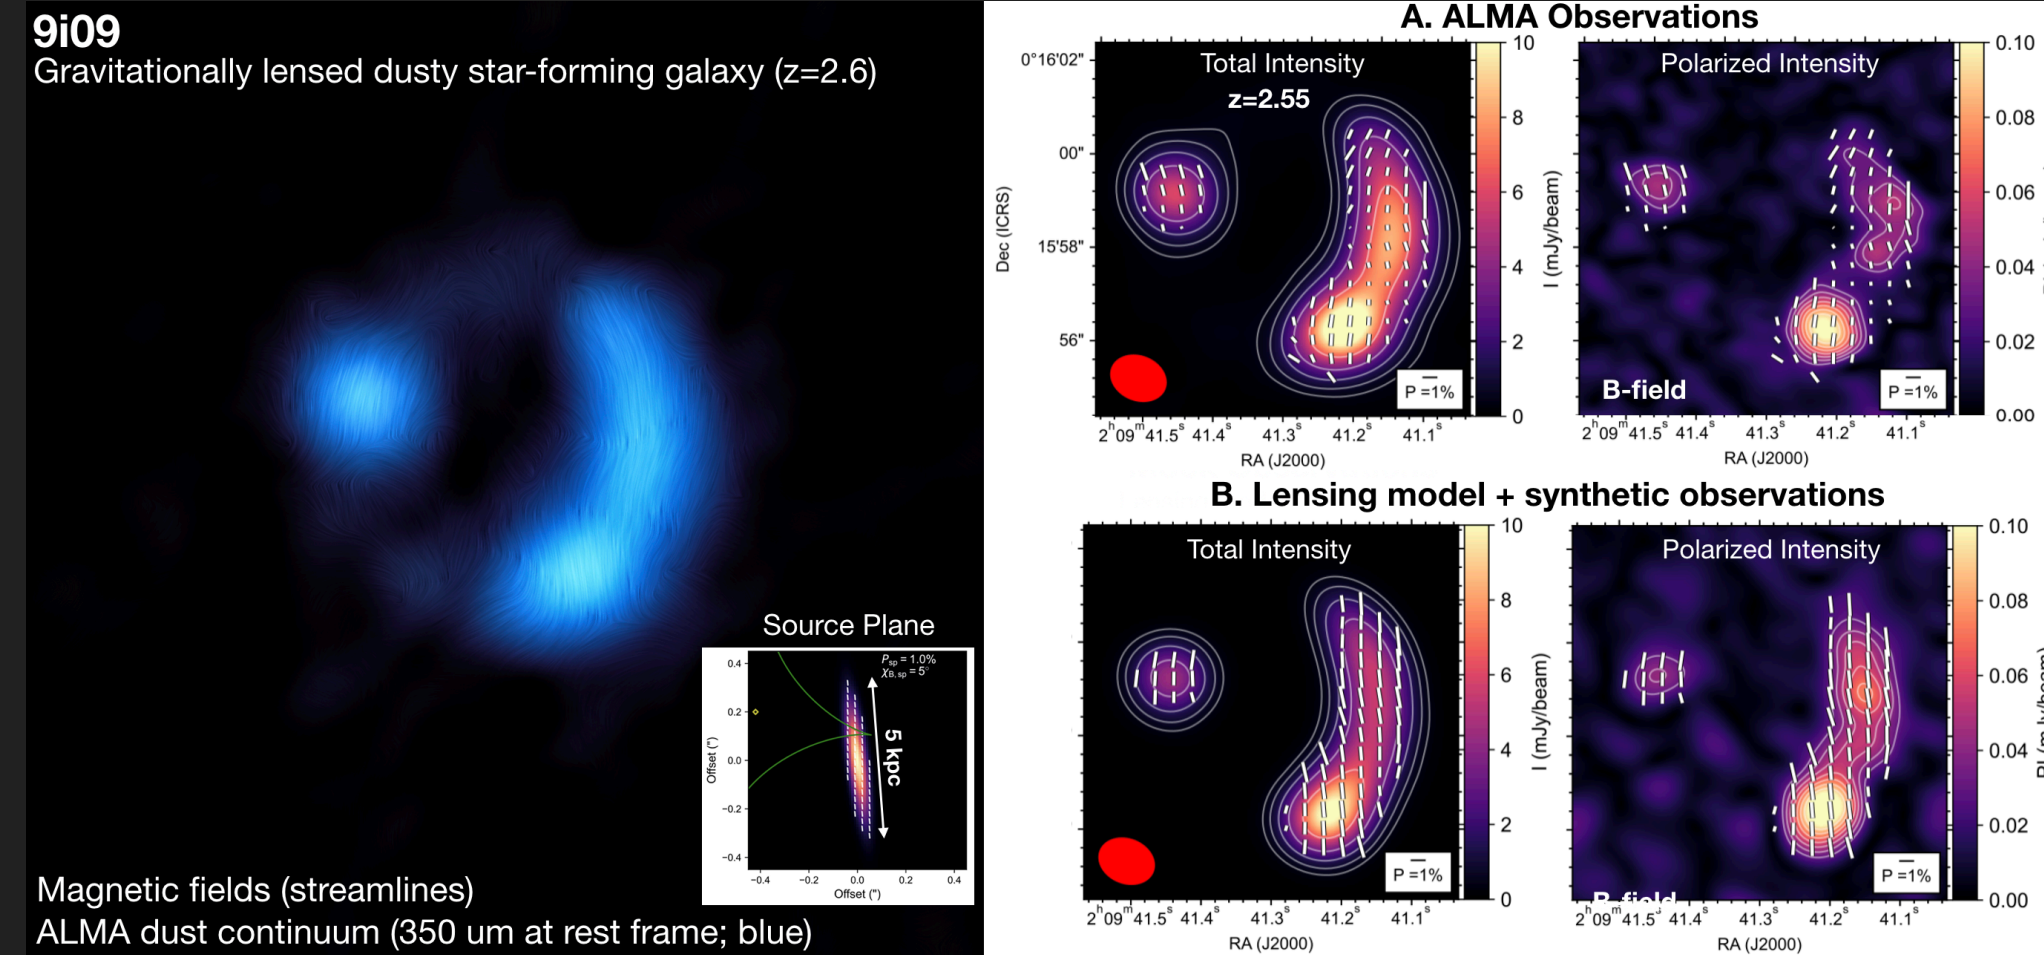 9i09
Gravitationally lensed dusty star-forming galaxy (z=2.6)
Source Plane
P_sp = 1.0%
χ_B,sp = 5°
5 kpc
0.4
0.2
0.0
−0.2
−0.4
Offset (")
−0.4 −0.2 0.0 0.2 0.4
Offset (")
Magnetic fields (streamlines)
ALMA dust continuum (350 um at rest frame; blue)
A. ALMA Observations
Total Intensity
z=2.55
0°16'02"
00"
15'58"
56"
Dec (ICRS)
P =1%
2ʰ09ᵐ41.5ˢ 41.4ˢ 41.3ˢ 41.2ˢ 41.1ˢ
RA (J2000)
10
8
6
4
2
0
I (mJy/beam)
Polarized Intensity
B-field
P =1%
2ʰ09ᵐ41.5ˢ 41.4ˢ 41.3ˢ 41.2ˢ 41.1ˢ
RA (J2000)
0.10
0.08
0.06
0.04
0.02
0.00
B. Lensing model + synthetic observations
Total Intensity
P =1%
2ʰ09ᵐ41.5ˢ 41.4ˢ 41.3ˢ 41.2ˢ 41.1ˢ
RA (J2000)
10
8
6
4
2
0
I (mJy/beam)
Polarized Intensity
B-field
P =1%
2ʰ09ᵐ41.5ˢ 41.4ˢ 41.3ˢ 41.2ˢ 41.1ˢ
RA (J2000)
0.10
0.08
0.06
0.04
0.02
0.00
PI (mJy/beam)